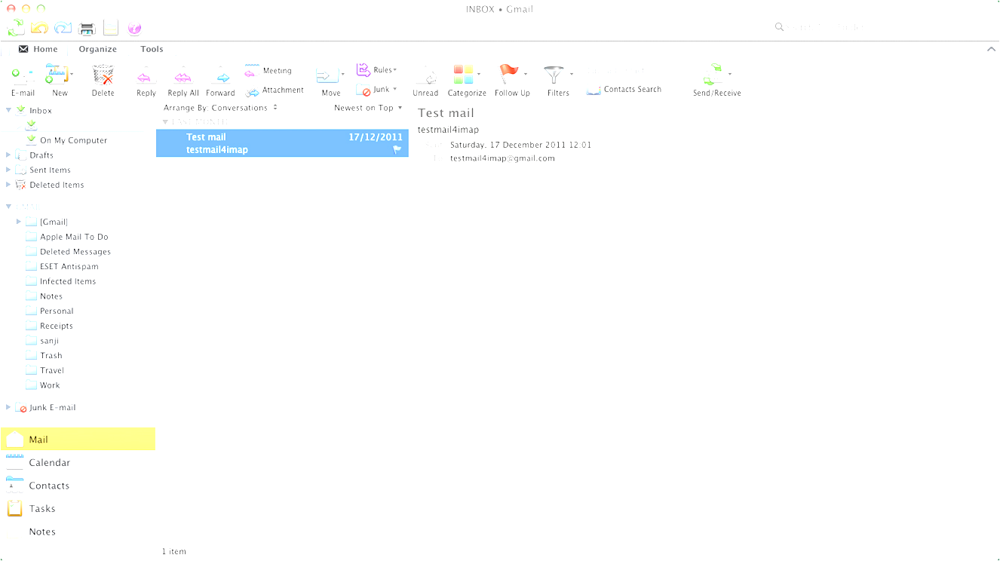 INBOX • Gmail
Home Organize Tools
Meeting
Rules
E-mail New Delete Reply Reply All Forward Attachment Move Junk Unread Categorize Follow Up Filters Contacts Search Send/Receive
Inbox
On My Computer
Drafts
Sent Items
Deleted Items
[Gmail]
Apple Mail To Do
Deleted Messages
ESET Antispam
Infected Items
Notes
Personal
Receipts
sanji
Trash
Travel
Work
Junk E-mail
Mail
Calendar
Contacts
Tasks
Notes
Arrange By: Conversations Newest on Top
LAST MONTH
Test mail 17/12/2011
testmail4imap
1 item
Test mail
testmail4imap
Saturday, 17 December 2011 12:01
testmail4imap@gmail.com